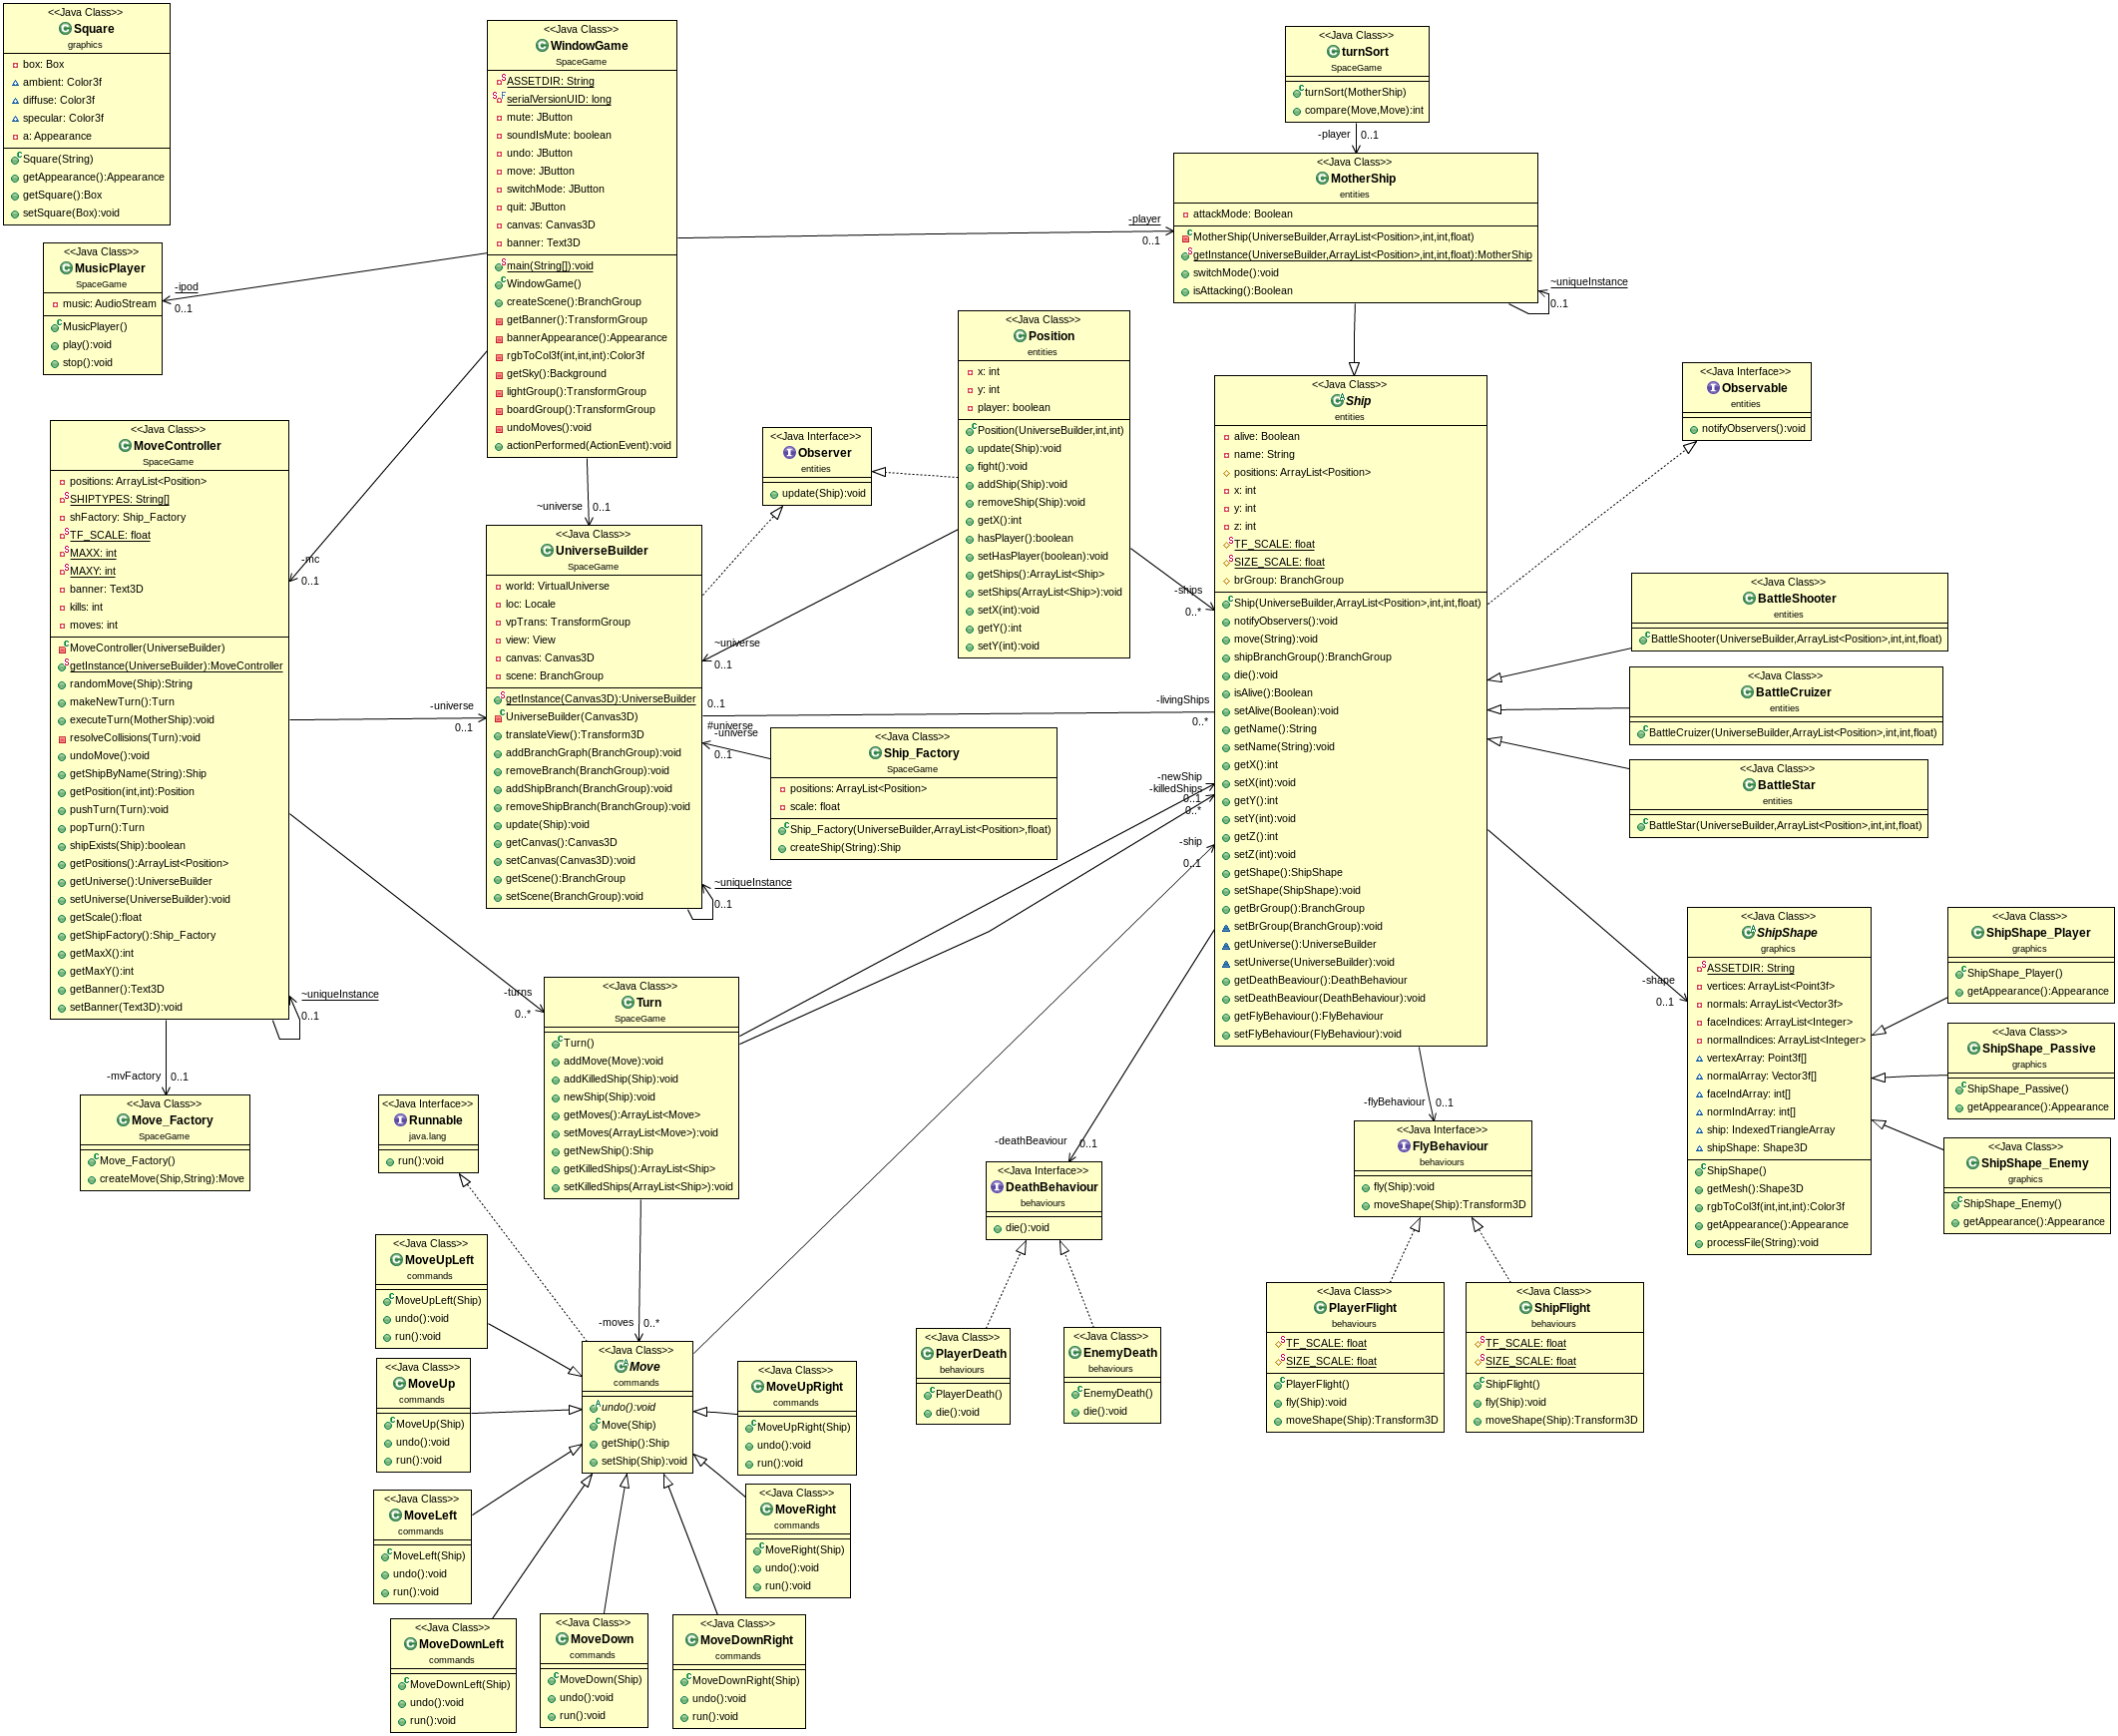 <<Java Class>>
Square
graphics
box: Box
ambient: Color3f
diffuse: Color3f
specular: Color3f
a: Appearance
Square(String)
getAppearance():Appearance
getSquare():Box
setSquare(Box):void
<<Java Class>>
WindowGame
SpaceGame
ASSETDIR: String
serialVersionUID: long
mute: JButton
soundIsMute: boolean
undo: JButton
move: JButton
switchMode: JButton
quit: JButton
canvas: Canvas3D
banner: Text3D
main(String[]):void
WindowGame()
createScene():BranchGroup
getBanner():TransformGroup
bannerAppearance():Appearance
rgbToCol3f(int,int,int):Color3f
getSky():Background
lightGroup():TransformGroup
boardGroup():TransformGroup
undoMoves():void
actionPerformed(ActionEvent):void
<<Java Class>>
turnSort
SpaceGame
turnSort(MotherShip)
compare(Move,Move):int
-player
0..1
<<Java Class>>
MotherShip
entities
attackMode: Boolean
MotherShip(UniverseBuilder,ArrayList<Position>,int,int,float)
getInstance(UniverseBuilder,ArrayList<Position>,int,int,float):MotherShip
switchMode():void
isAttacking():Boolean
-player
0..1
~uniqueInstance
0..1
<<Java Class>>
MusicPlayer
SpaceGame
music: AudioStream
MusicPlayer()
play():void
stop():void
-ipod
0..1
<<Java Class>>
Position
entities
x: int
y: int
player: boolean
Position(UniverseBuilder,int,int)
update(Ship):void
fight():void
addShip(Ship):void
removeShip(Ship):void
getX():int
hasPlayer():boolean
setHasPlayer(boolean):void
getShips():ArrayList<Ship>
setShips(ArrayList<Ship>):void
setX(int):void
getY():int
setY(int):void
<<Java Interface>>
Observable
entities
notifyObservers():void
<<Java Class>>
Ship
entities
alive: Boolean
name: String
positions: ArrayList<Position>
x: int
y: int
z: int
TF_SCALE: float
SIZE_SCALE: float
brGroup: BranchGroup
Ship(UniverseBuilder,ArrayList<Position>,int,int,float)
notifyObservers():void
move(String):void
shipBranchGroup():BranchGroup
die():void
isAlive():Boolean
setAlive(Boolean):void
getName():String
setName(String):void
getX():int
setX(int):void
getY():int
setY(int):void
getZ():int
setZ(int):void
getShape():ShipShape
setShape(ShipShape):void
getBrGroup():BranchGroup
setBrGroup(BranchGroup):void
getUniverse():UniverseBuilder
setUniverse(UniverseBuilder):void
getDeathBeaviour():DeathBehaviour
setDeathBeaviour(DeathBehaviour):void
getFlyBehaviour():FlyBehaviour
setFlyBehaviour(FlyBehaviour):void
<<Java Class>>
MoveController
SpaceGame
positions: ArrayList<Position>
SHIPTYPES: String[]
shFactory: Ship_Factory
TF_SCALE: float
MAXX: int
MAXY: int
banner: Text3D
kills: int
moves: int
MoveController(UniverseBuilder)
getInstance(UniverseBuilder):MoveController
randomMove(Ship):String
makeNewTurn():Turn
executeTurn(MotherShip):void
resolveCollisions(Turn):void
undoMove():void
getShipByName(String):Ship
getPosition(int,int):Position
pushTurn(Turn):void
popTurn():Turn
shipExists(Ship):boolean
getPositions():ArrayList<Position>
getUniverse():UniverseBuilder
setUniverse(UniverseBuilder):void
getScale():float
getShipFactory():Ship_Factory
getMaxX():int
getMaxY():int
getBanner():Text3D
setBanner(Text3D):void
-mc
0..1
~uniqueInstance
0..1
<<Java Interface>>
Observer
entities
update(Ship):void
~universe
0..1
<<Java Class>>
UniverseBuilder
SpaceGame
world: VirtualUniverse
loc: Locale
vpTrans: TransformGroup
view: View
canvas: Canvas3D
scene: BranchGroup
getInstance(Canvas3D):UniverseBuilder
UniverseBuilder(Canvas3D)
translateView():Transform3D
addBranchGraph(BranchGraph):void
removeBranch(BranchGroup):void
addShipBranch(BranchGroup):void
removeShipBranch(BranchGroup):void
update(Ship):void
getCanvas():Canvas3D
setCanvas(Canvas3D):void
getScene():BranchGroup
setScene(BranchGroup):void
-universe
0..1
~universe
0..1
0..1
#universe
-universe
0..1
~uniqueInstance
0..1
-ships
0..*
-livingShips
0..*
<<Java Class>>
Ship_Factory
SpaceGame
positions: ArrayList<Position>
scale: float
Ship_Factory(UniverseBuilder,ArrayList<Position>,float)
createShip(String):Ship
-newShip
-killedShips
0..1
0..*
-ship
0..1
<<Java Class>>
BattleShooter
entities
BattleShooter(UniverseBuilder,ArrayList<Position>,int,int,float)
<<Java Class>>
BattleCruizer
entities
BattleCruizer(UniverseBuilder,ArrayList<Position>,int,int,float)
<<Java Class>>
BattleStar
entities
BattleStar(UniverseBuilder,ArrayList<Position>,int,int,float)
-shape
0..1
<<Java Class>>
ShipShape
graphics
ASSETDIR: String
vertices: ArrayList<Point3f>
normals: ArrayList<Vector3f>
faceIndices: ArrayList<Integer>
normalIndices: ArrayList<Integer>
vertexArray: Point3f[]
normalArray: Vector3f[]
faceIndArray: int[]
normIndArray: int[]
ship: IndexedTriangleArray
shipShape: Shape3D
ShipShape()
getMesh():Shape3D
rgbToCol3f(int,int,int):Color3f
getAppearance():Appearance
processFile(String):void
<<Java Class>>
ShipShape_Player
graphics
ShipShape_Player()
getAppearance():Appearance
<<Java Class>>
ShipShape_Passive
graphics
ShipShape_Passive()
getAppearance():Appearance
<<Java Class>>
ShipShape_Enemy
graphics
ShipShape_Enemy()
getAppearance():Appearance
-turns
0..*
<<Java Class>>
Turn
SpaceGame
Turn()
addMove(Move):void
addKilledShip(Ship):void
newShip(Ship):void
getMoves():ArrayList<Move>
setMoves(ArrayList<Move>):void
getNewShip():Ship
getKilledShips():ArrayList<Ship>
setKilledShips(ArrayList<Ship>):void
-mvFactory
0..1
<<Java Class>>
Move_Factory
SpaceGame
Move_Factory()
createMove(Ship,String):Move
<<Java Interface>>
Runnable
java.lang
run():void
-deathBeaviour
0..1
<<Java Interface>>
DeathBehaviour
behaviours
die():void
-flyBehaviour
0..1
<<Java Interface>>
FlyBehaviour
behaviours
fly(Ship):void
moveShape(Ship):Transform3D
<<Java Class>>
PlayerDeath
behaviours
PlayerDeath()
die():void
<<Java Class>>
EnemyDeath
behaviours
EnemyDeath()
die():void
<<Java Class>>
PlayerFlight
behaviours
TF_SCALE: float
SIZE_SCALE: float
PlayerFlight()
fly(Ship):void
moveShape(Ship):Transform3D
<<Java Class>>
ShipFlight
behaviours
TF_SCALE: float
SIZE_SCALE: float
ShipFlight()
fly(Ship):void
moveShape(Ship):Transform3D
<<Java Class>>
MoveUpLeft
commands
MoveUpLeft(Ship)
undo():void
run():void
-moves
0..*
<<Java Class>>
Move
commands
undo():void
Move(Ship)
getShip():Ship
setShip(Ship):void
<<Java Class>>
MoveUp
commands
MoveUp(Ship)
undo():void
run():void
<<Java Class>>
MoveUpRight
commands
MoveUpRight(Ship)
undo():void
run():void
<<Java Class>>
MoveLeft
commands
MoveLeft(Ship)
undo():void
run():void
<<Java Class>>
MoveRight
commands
MoveRight(Ship)
undo():void
run():void
<<Java Class>>
MoveDownLeft
commands
MoveDownLeft(Ship)
undo():void
run():void
<<Java Class>>
MoveDown
commands
MoveDown(Ship)
undo():void
run():void
<<Java Class>>
MoveDownRight
commands
MoveDownRight(Ship)
undo():void
run():void